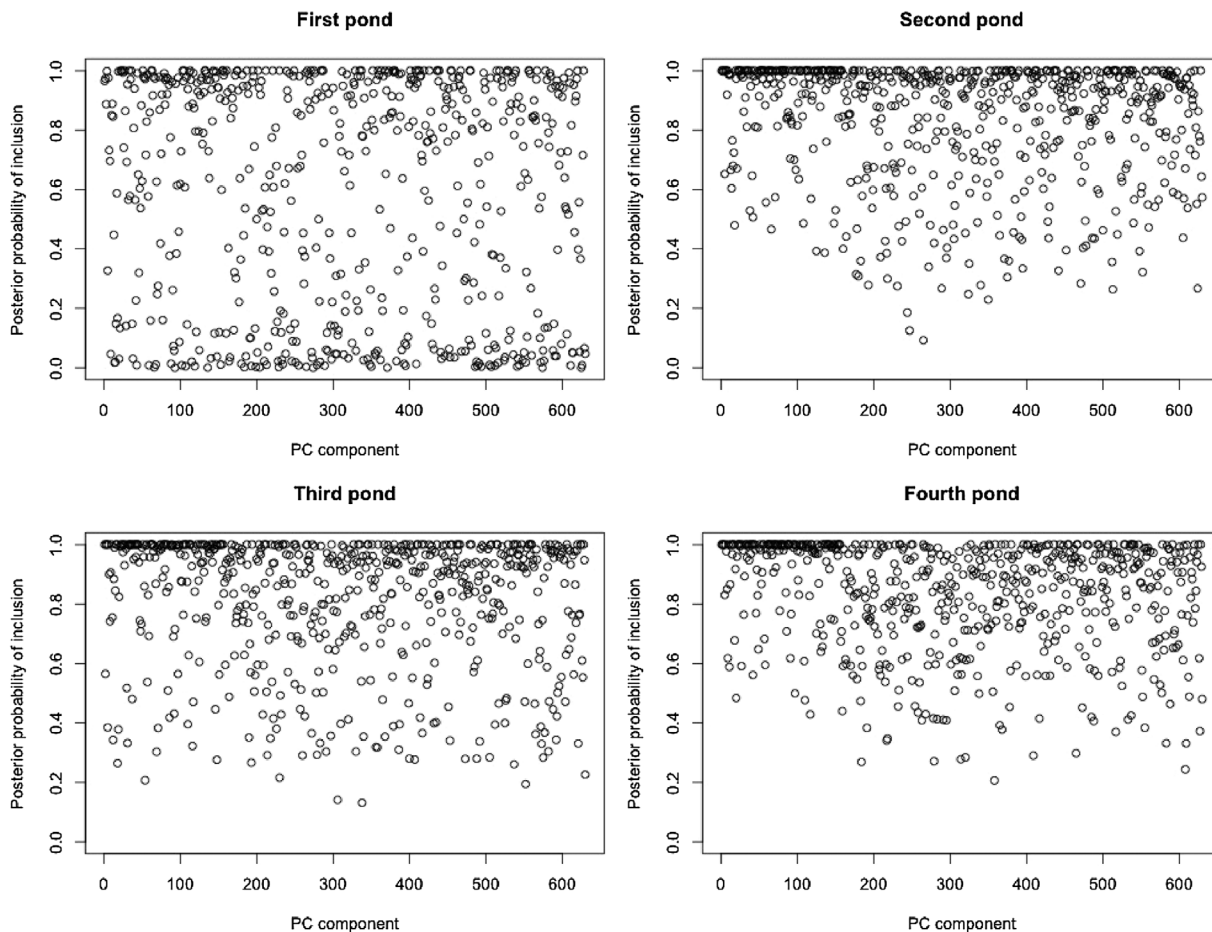 First pond
Posterior probability of inclusion
1.0
0.8
0.6
0.4
0.2
0.0
0 100 200 300 400 500 600
PC component
Second pond
Posterior probability of inclusion
1.0
0.8
0.6
0.4
0.2
0.0
0 100 200 300 400 500 600
PC component
Third pond
Posterior probability of inclusion
1.0
0.8
0.6
0.4
0.2
0.0
0 100 200 300 400 500 600
PC component
Fourth pond
Posterior probability of inclusion
1.0
0.8
0.6
0.4
0.2
0.0
0 100 200 300 400 500 600
PC component